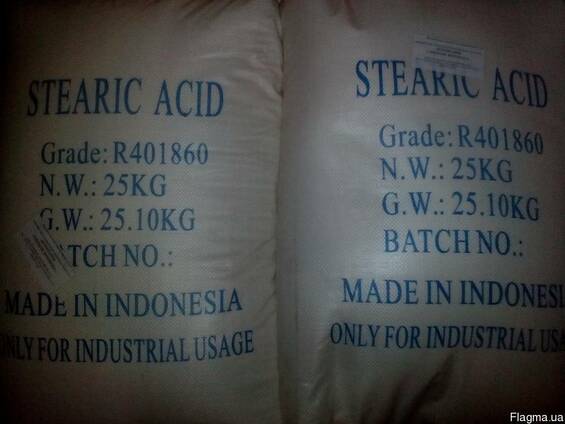 STEARIC ACID
Grade: R401860
N.W.: 25KG
G.W.: 25.10KG
TCH NO.:
MADE IN INDONESIA
ONLY FOR INDUSTRIAL USAGE
STEARIC ACID
Grade: R401860
N.W.: 25KG
G.W.: 25.10KG
BATCH NO.:
MADE IN INDONESI
ONLY FOR INDUSTRIAL USA
Flagma.ua